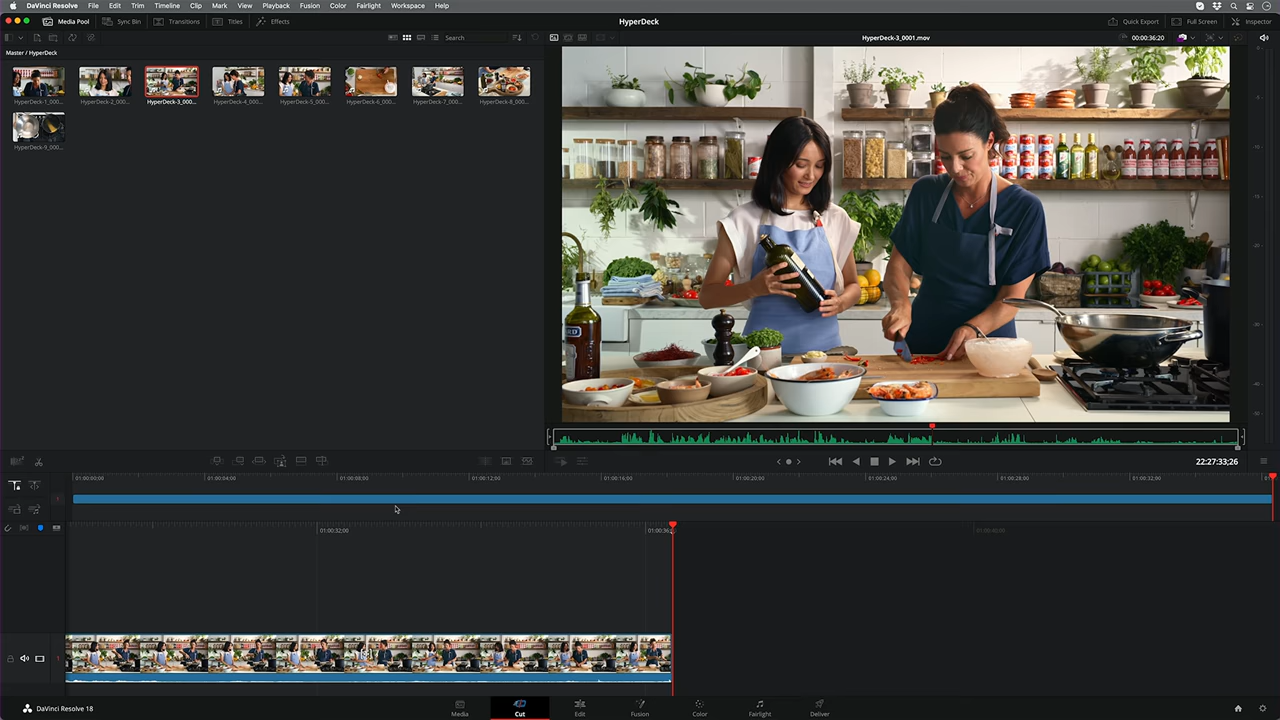 DaVinci Resolve File Edit Trim Timeline Clip Mark View Playback Fusion Color Fairlight Workspace Help
Media Pool Sync Bin Transitions Titles Effects HyperDeck Quick Export Full Screen Inspector
Search HyperDeck-3_0001.mov 00:00:36;20
Master / HyperDeck
HyperDeck-1_000... HyperDeck-2_000... HyperDeck-3_000... HyperDeck-4_000... HyperDeck-5_000... HyperDeck-6_000... HyperDeck-7_000... HyperDeck-8_000...
HyperDeck-9_000...
22:27:33;26
01:00:00;00 01:00:04;00 01:00:08;00 01:00:12;00 01:00:16;00 01:00:20;00 01:00:24;00 01:00:28;00 01:00:32;00
01:00:32;00 01:00:36; 01:00:40;00
1
DaVinci Resolve 18 Media Cut Edit Fusion Color Fairlight Deliver